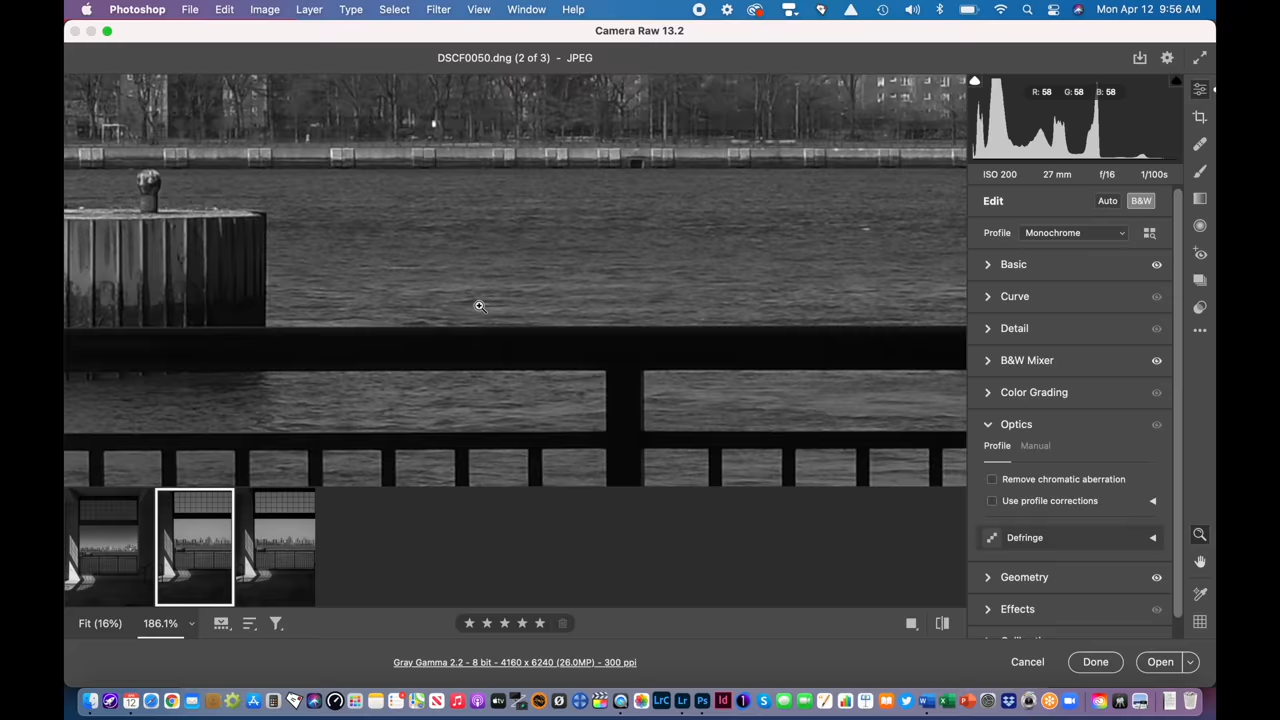 Photoshop File Edit Image Layer Type Select Filter View Window Help Mon Apr 12 9:56 AM
Camera Raw 13.2
DSCF0050.dng (2 of 3) - JPEG
R: 58 G: 58 B: 58
ISO 200 27 mm f/16 1/100s
Edit Auto B&W
Profile Monochrome
Basic
Curve
Detail
B&W Mixer
Color Grading
Optics
Profile Manual
Remove chromatic aberration
Use profile corrections
Defringe
Geometry
Effects
Fit (16%) 186.1%
Gray Gamma 2.2 - 8 bit - 4160 x 6240 (26.0MP) - 300 ppi
Cancel Done Open
LrC Lr Ps Id